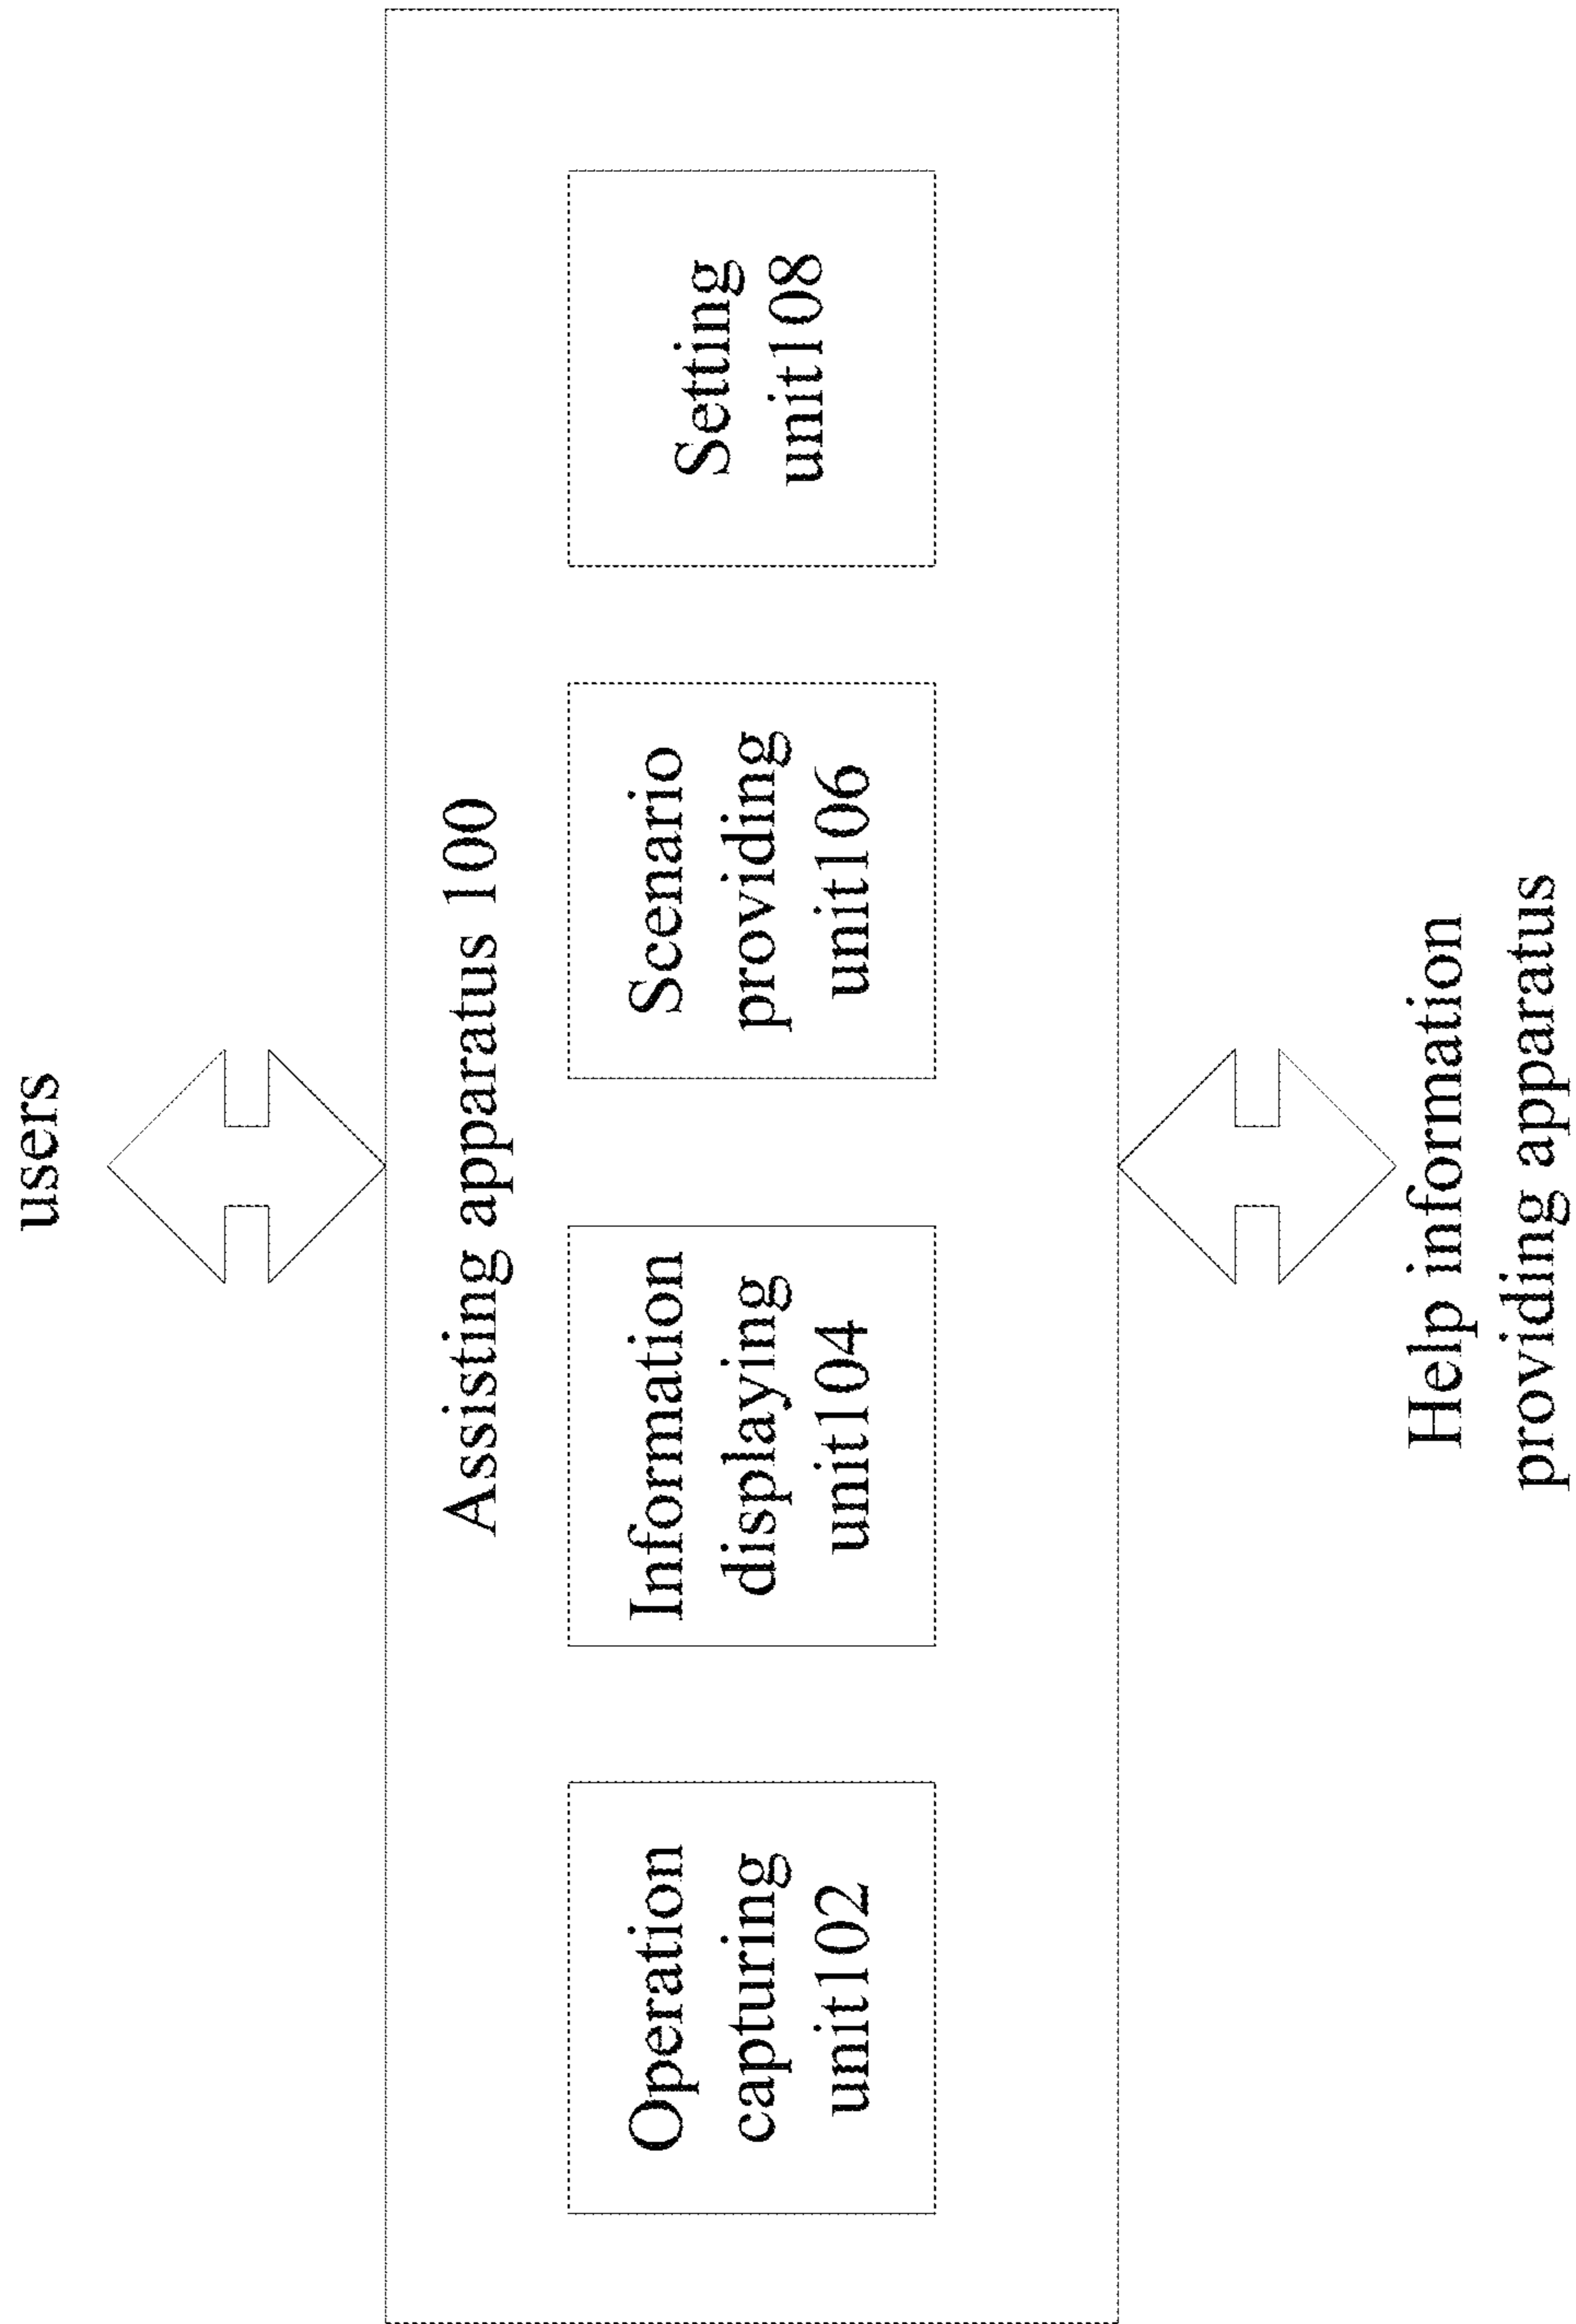 users
Assisting apparatus 100
Operation
capturing
unit102
Information
displaying
unit104
Scenario
providing
unit106
Setting
unit108
Help information
providing apparatus